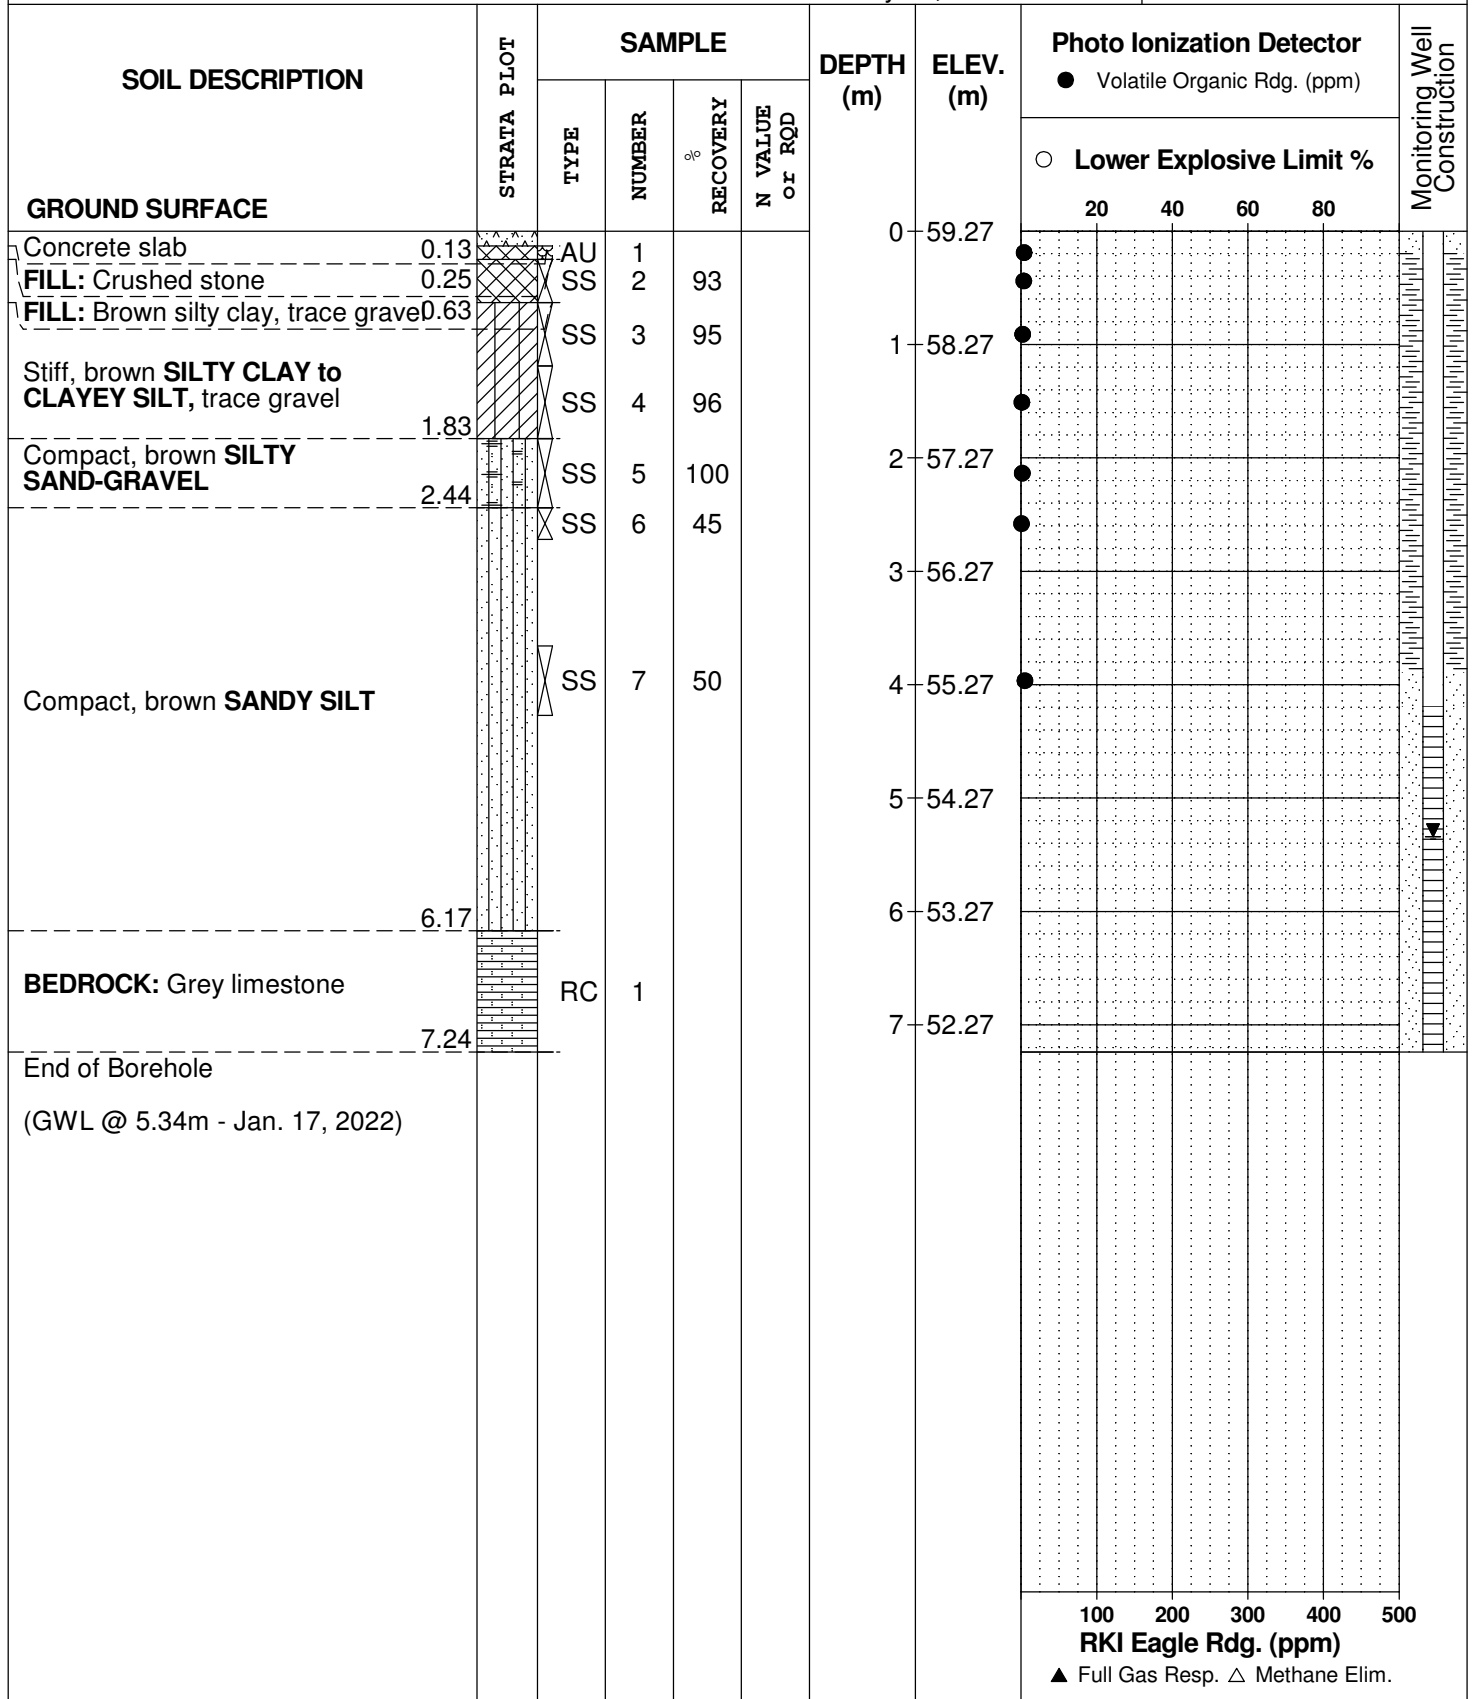 SOIL DESCRIPTION
GROUND SURFACE
STRATA PLOT
SAMPLE
TYPE
NUMBER
%
RECOVERY
N VALUE
or RQD
DEPTH
(m)
ELEV.
(m)
Photo Ionization Detector
● Volatile Organic Rdg. (ppm)
○ Lower Explosive Limit %
20 40 60 80
Monitoring Well
Construction
0 59.27
Concrete slab 0.13
AU 1
FILL: Crushed stone 0.25
SS 2 93
FILL: Brown silty clay, trace gravel 0.63
SS 3 95
1 58.27
Stiff, brown SILTY CLAY to
CLAYEY SILT, trace gravel
SS 4 96
1.83
Compact, brown SILTY
SAND-GRAVEL
2 57.27
SS 5 100
2.44
SS 6 45
3 56.27
Compact, brown SANDY SILT
SS 7 50
4 55.27
5 54.27
6.17
6 53.27
BEDROCK: Grey limestone
RC 1
7 52.27
7.24
End of Borehole
(GWL @ 5.34m - Jan. 17, 2022)
100 200 300 400 500
RKI Eagle Rdg. (ppm)
▲ Full Gas Resp. △ Methane Elim.